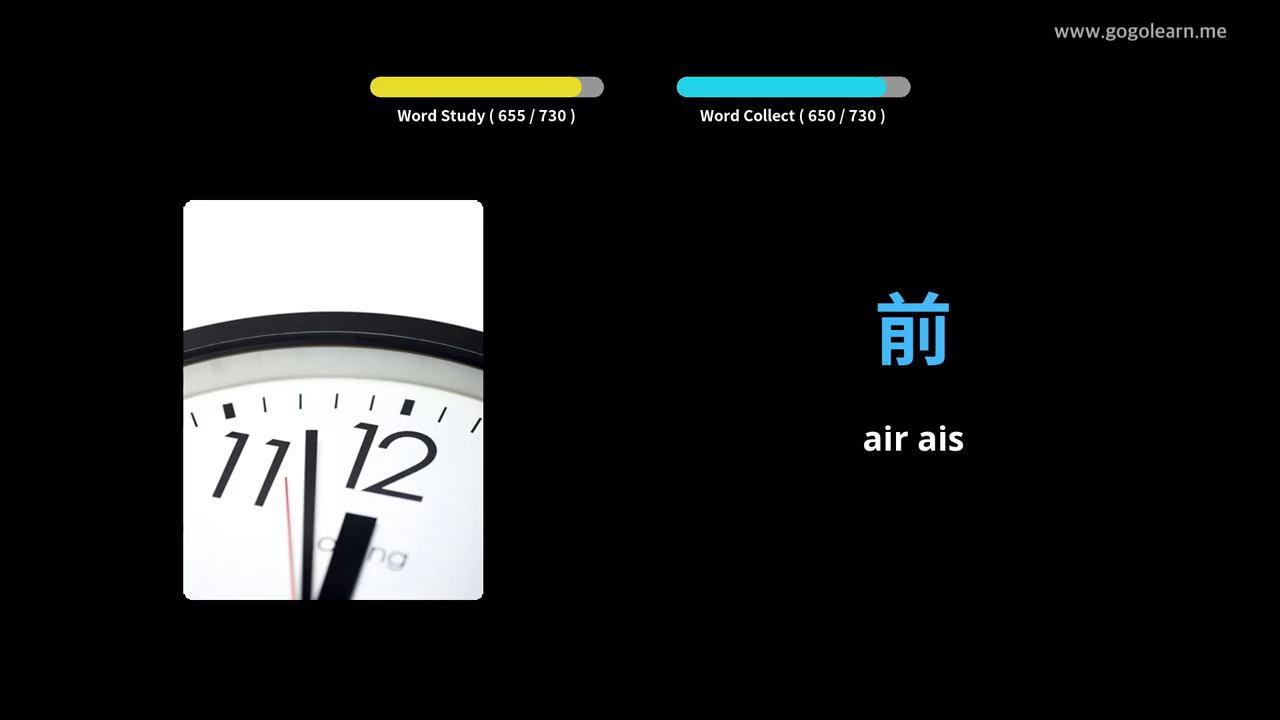 www.gogolearn.me
Word Study ( 655 / 730 )
Word Collect ( 650 / 730 )
11 12
前
air ais